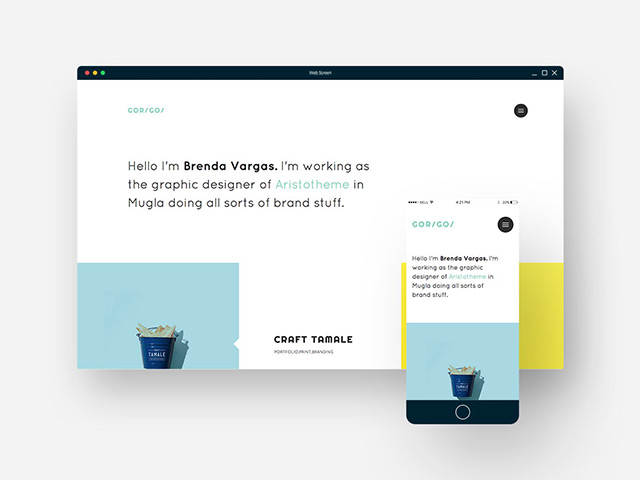 Web Screen
GOR/GO/
Hello I'm Brenda Vargas. I'm working as
the graphic designer of Aristotheme in
Mugla doing all sorts of brand stuff.
TAMALE
CRAFT TAMALE
PORTFOLIO,PRINT,BRANDING
4:21 PM
GOR/GO/
Hello I'm Brenda Vargas. I'm
working as the graphic
designer of Aristotheme in
Mugla doing all sorts of
brand stuff.
TAMALE